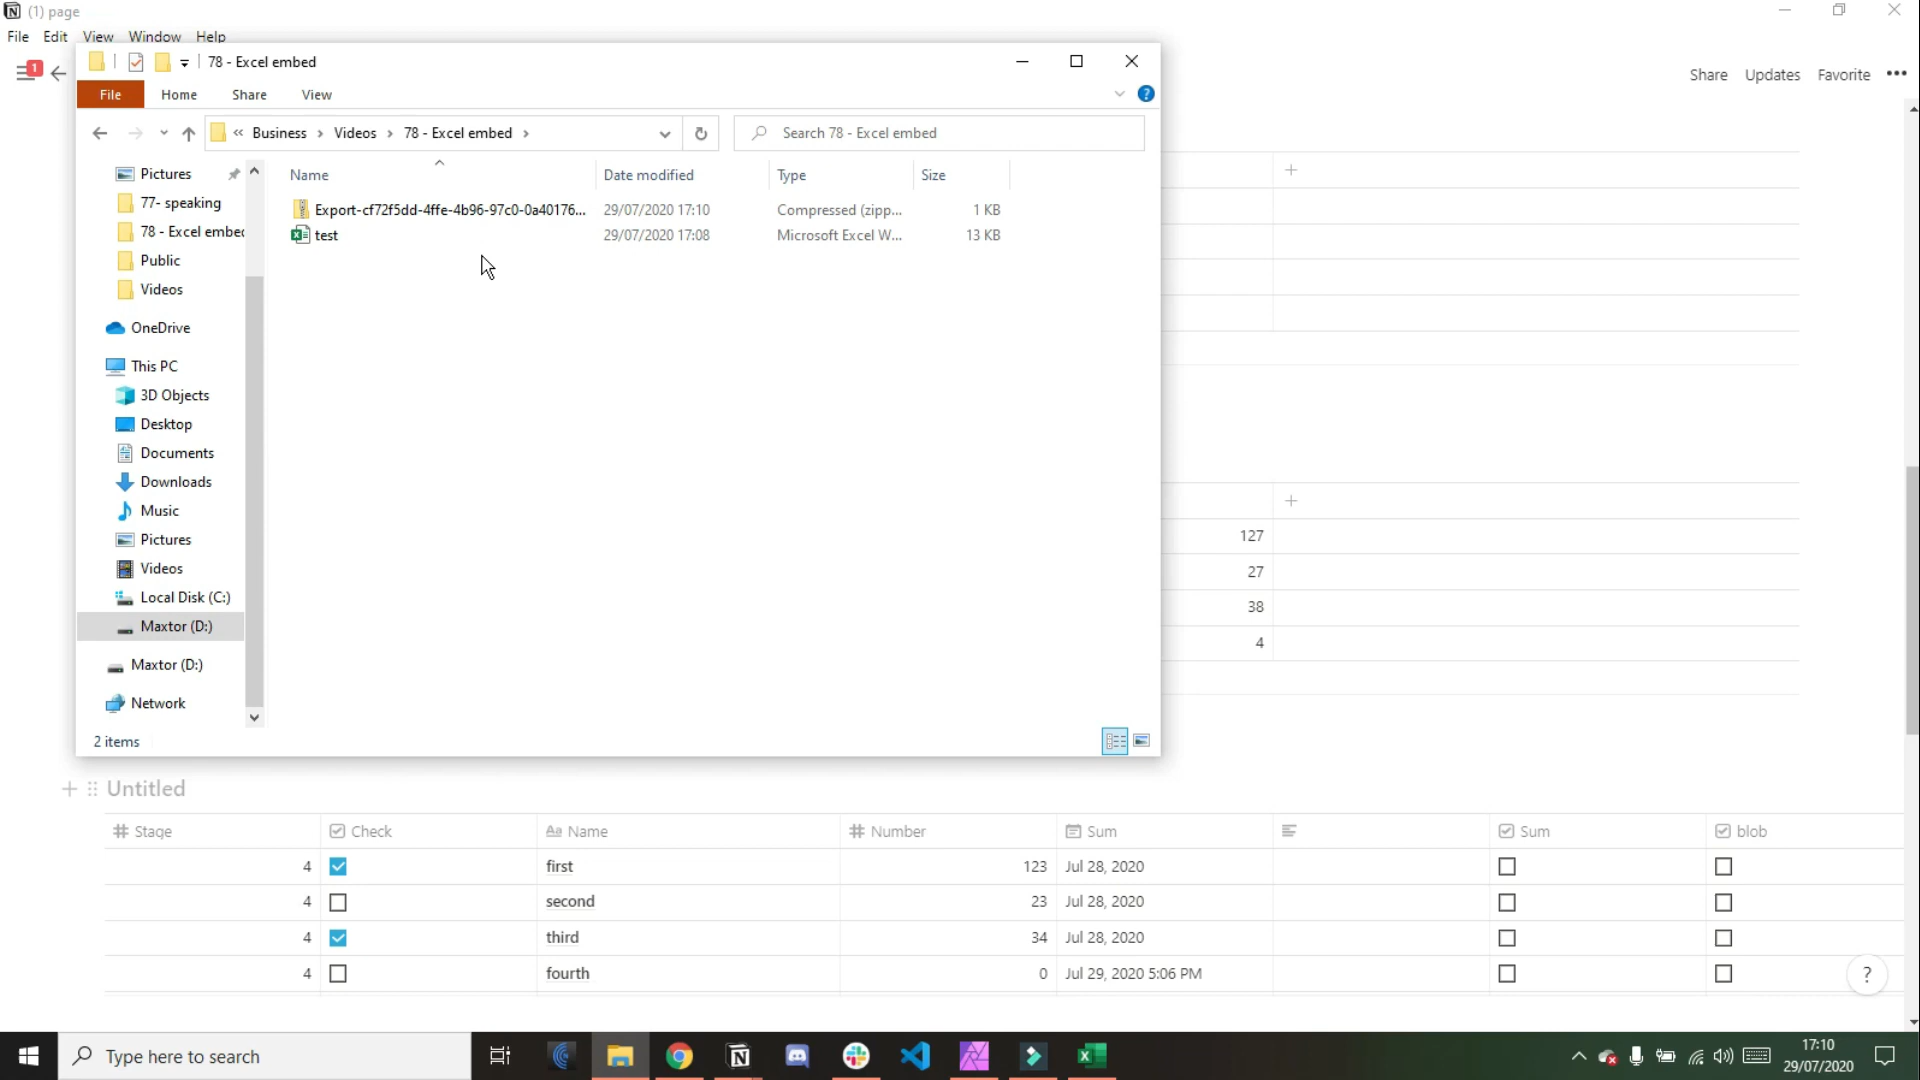 (1) page
File Edit View Window Help
1
Share Updates Favorite
78 - Excel embed
File Home Share View
« Business › Videos › 78 - Excel embed ›
Search 78 - Excel embed
Name Date modified Type Size
Export-cf72f5dd-4ffe-4b96-97c0-0a40176... 29/07/2020 17:10 Compressed (zipp... 1 KB
test 29/07/2020 17:08 Microsoft Excel W... 13 KB
Pictures
77- speaking
78 - Excel embed
Public
Videos
OneDrive
This PC
3D Objects
Desktop
Documents
Downloads
Music
Pictures
Videos
Local Disk (C:)
Maxtor (D:)
Maxtor (D:)
Network
2 items
127
27
38
4
Untitled
# Stage Check Aa Name # Number Sum Sum blob
4 first 123 Jul 28, 2020
4 second 23 Jul 28, 2020
4 third 34 Jul 28, 2020
4 fourth 0 Jul 29, 2020 5:06 PM
?
Type here to search
17:10
29/07/2020